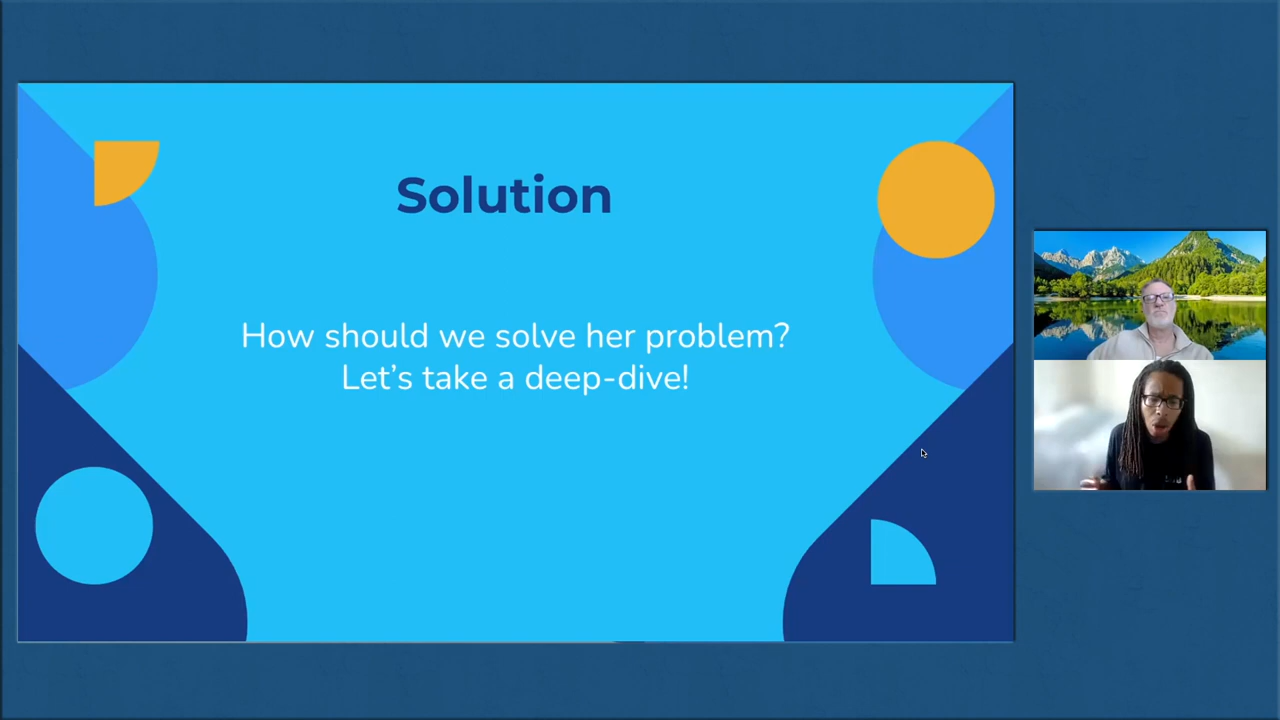 Solution
How should we solve her problem?
Let's take a deep-dive!